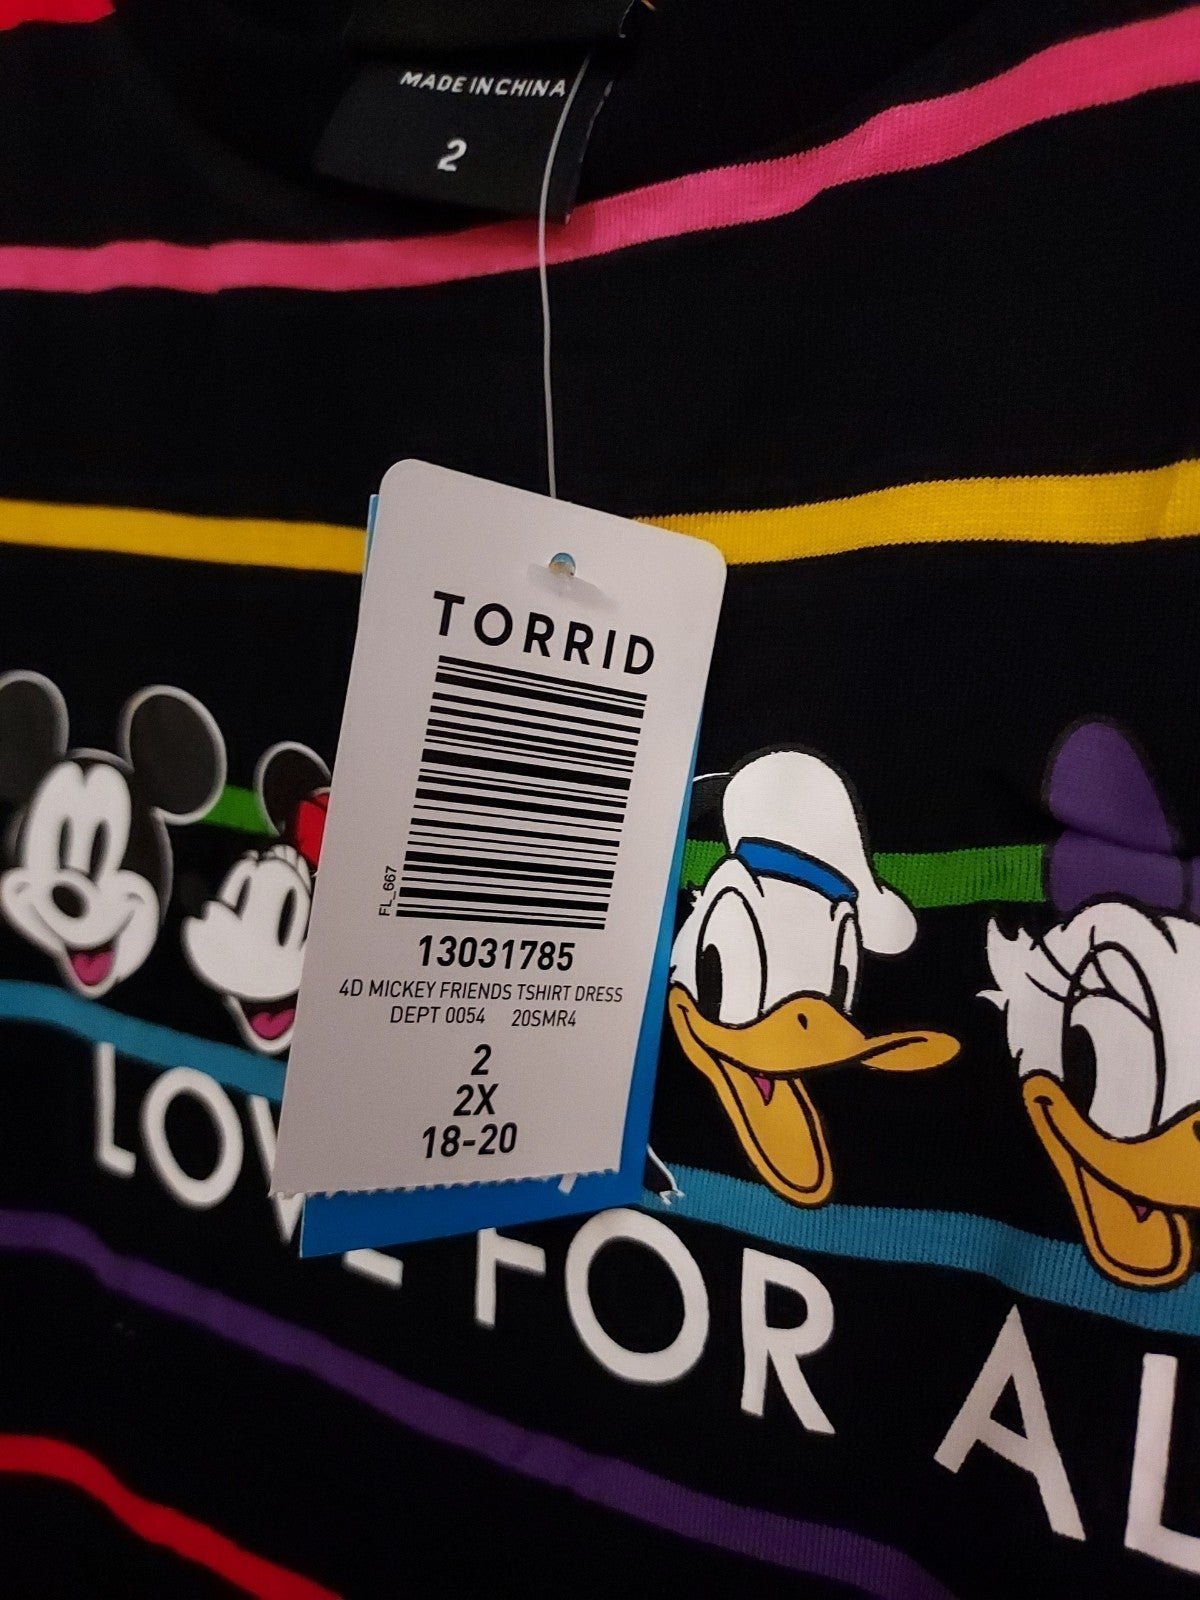 MADE IN CHINA
2
TORRID
FL_667
13031785
4D MICKEY FRIENDS TSHIRT DRESS
DEPT 0054 20SMR4
2
2X
18-20
LOVE FOR AL